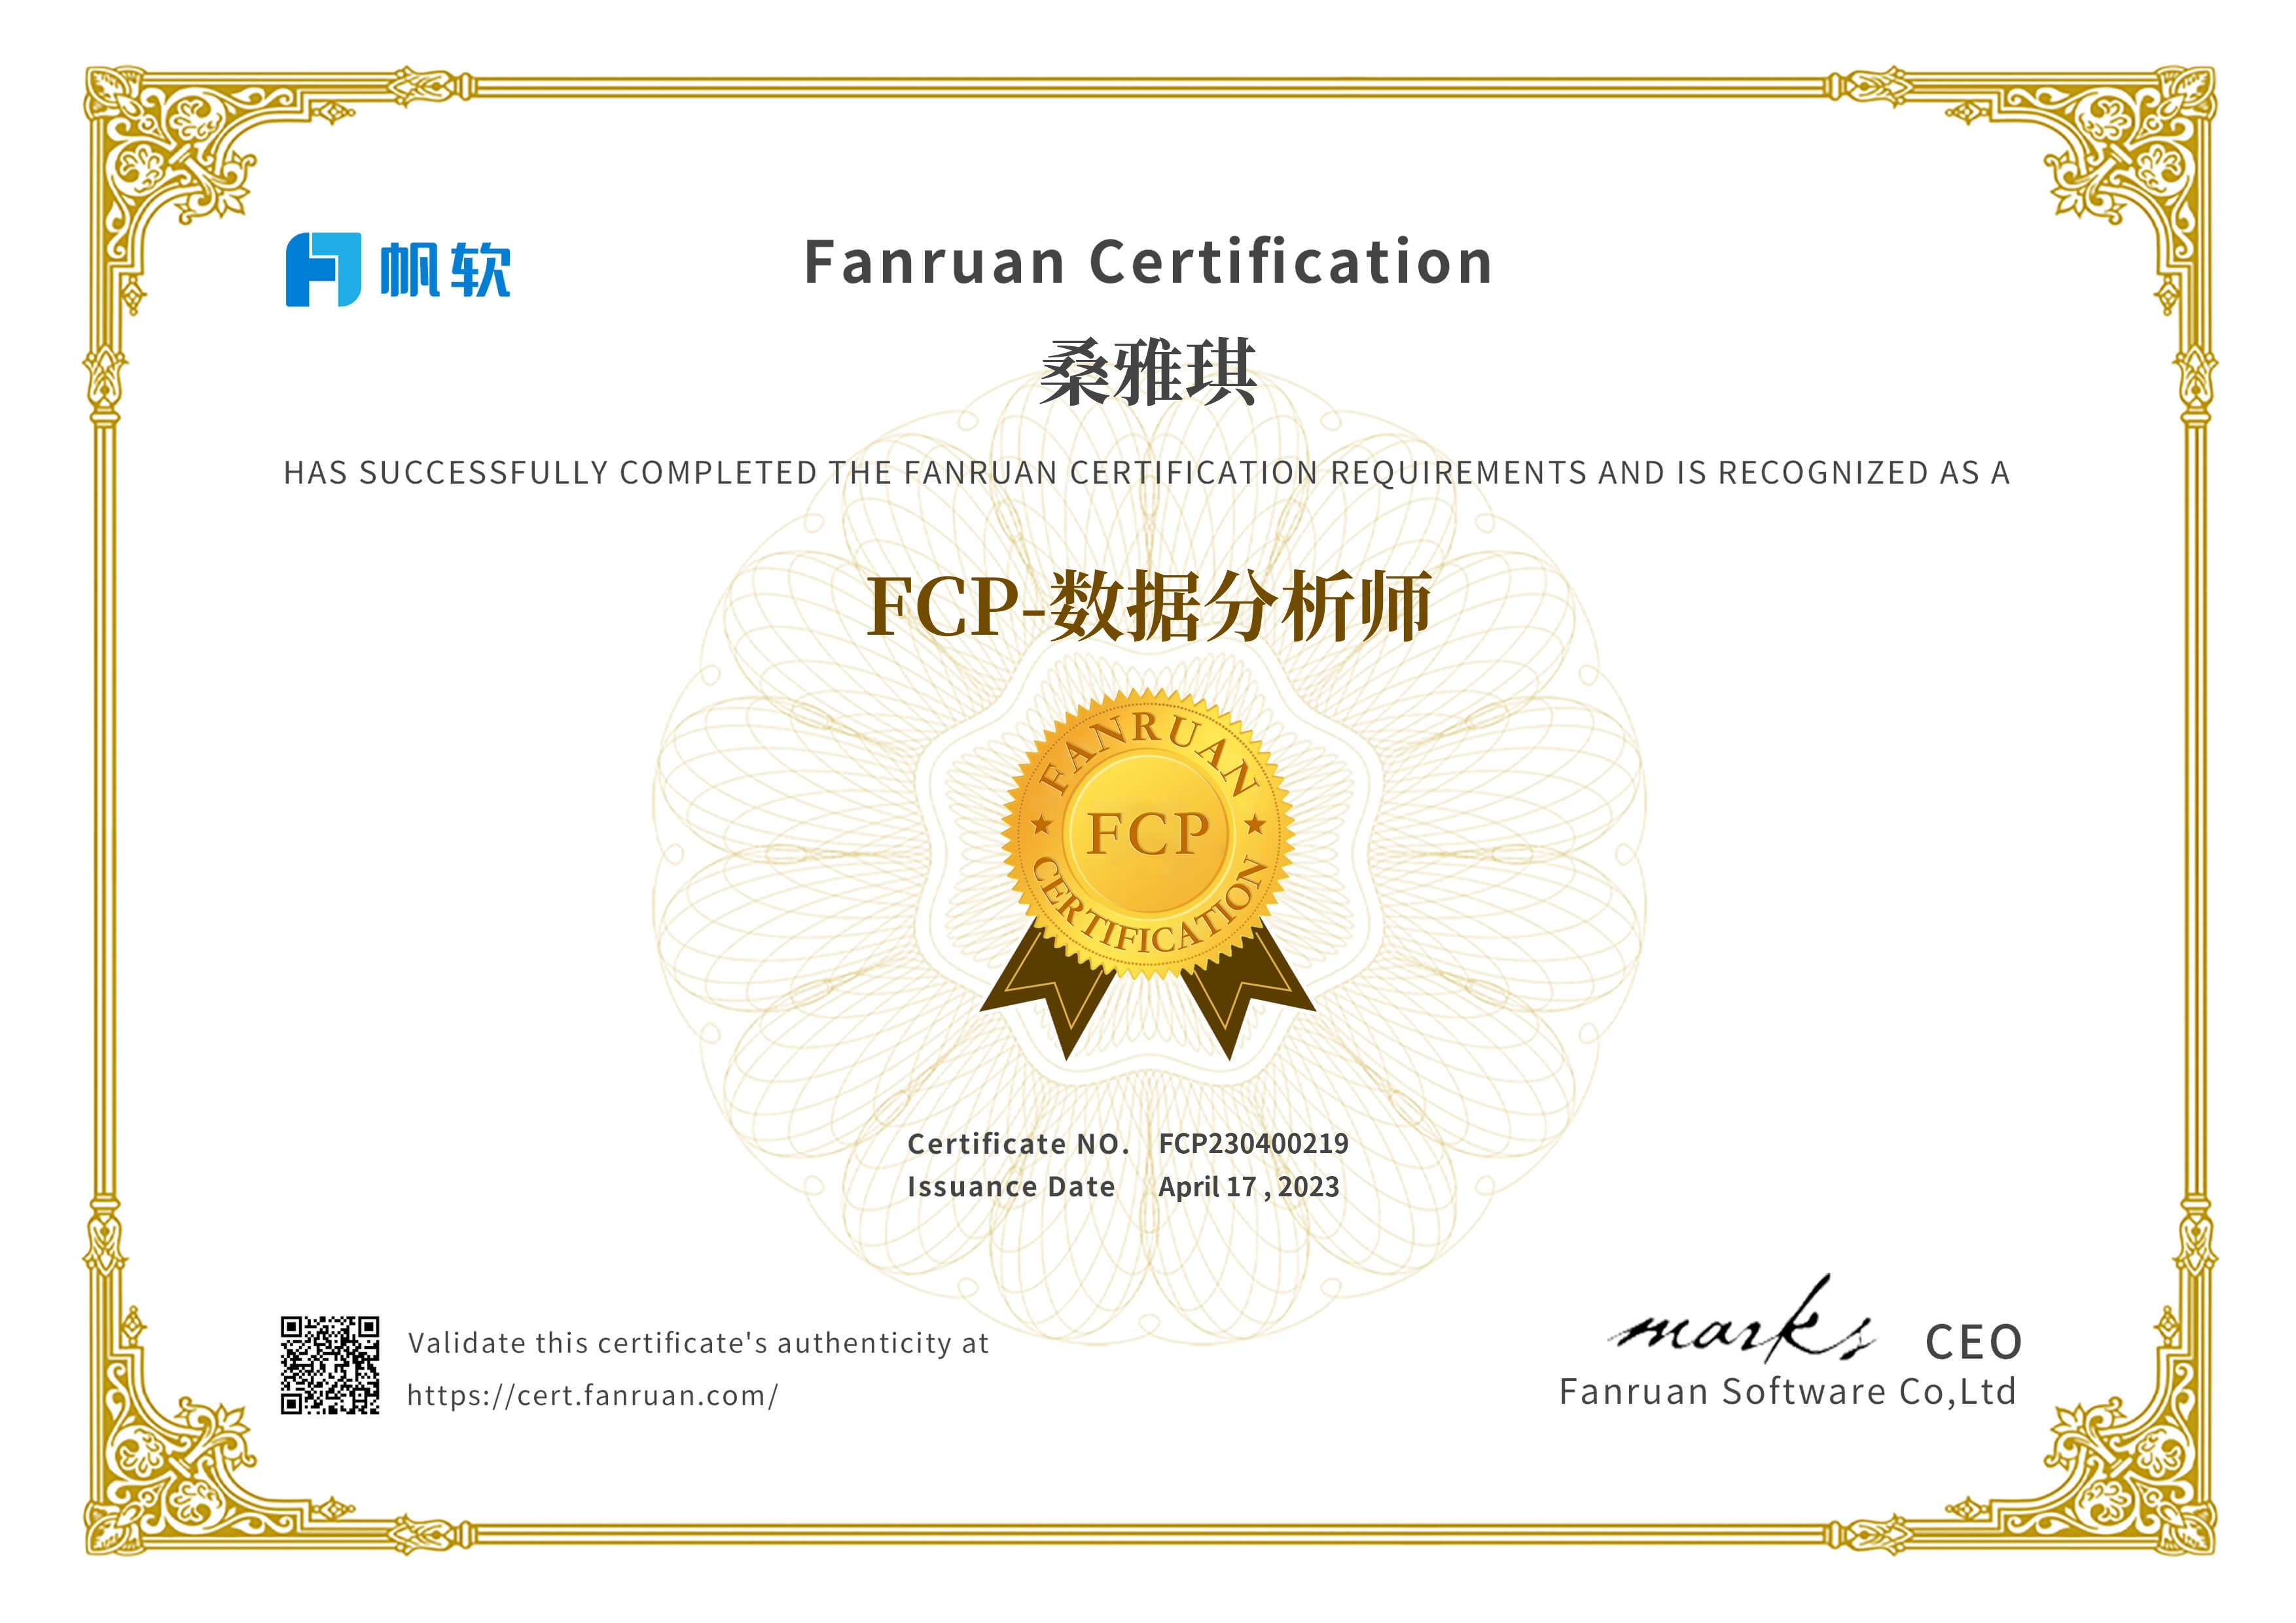 帆软
Fanruan Certification
桑雅琪
HAS SUCCESSFULLY COMPLETED THE FANRUAN CERTIFICATION REQUIREMENTS AND IS RECOGNIZED AS A
FCP-数据分析师
FANRUAN
FCP
CERTIFICATION
Certificate NO. FCP230400219
Issuance Date April 17 , 2023
Validate this certificate's authenticity at
https://cert.fanruan.com/
marks CEO
Fanruan Software Co,Ltd